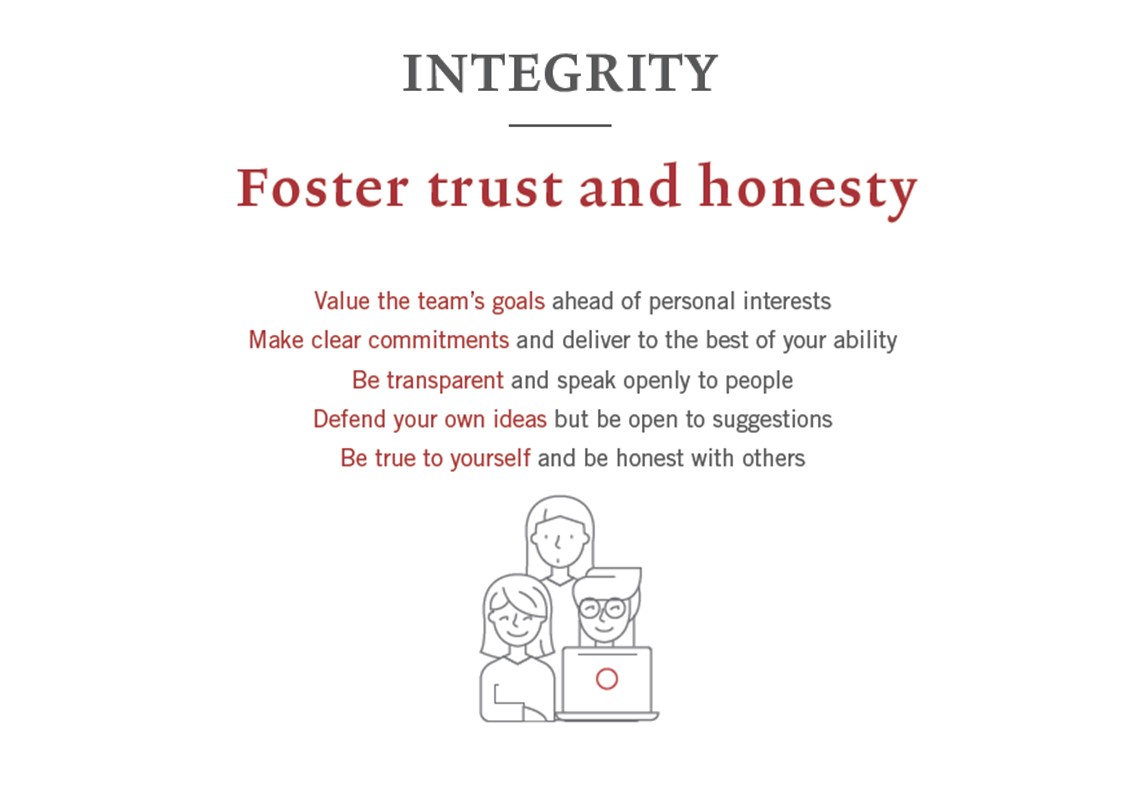 INTEGRITY
Foster trust and honesty
Value the team's goals ahead of personal interests
Make clear commitments and deliver to the best of your ability
Be transparent and speak openly to people
Defend your own ideas but be open to suggestions
Be true to yourself and be honest with others